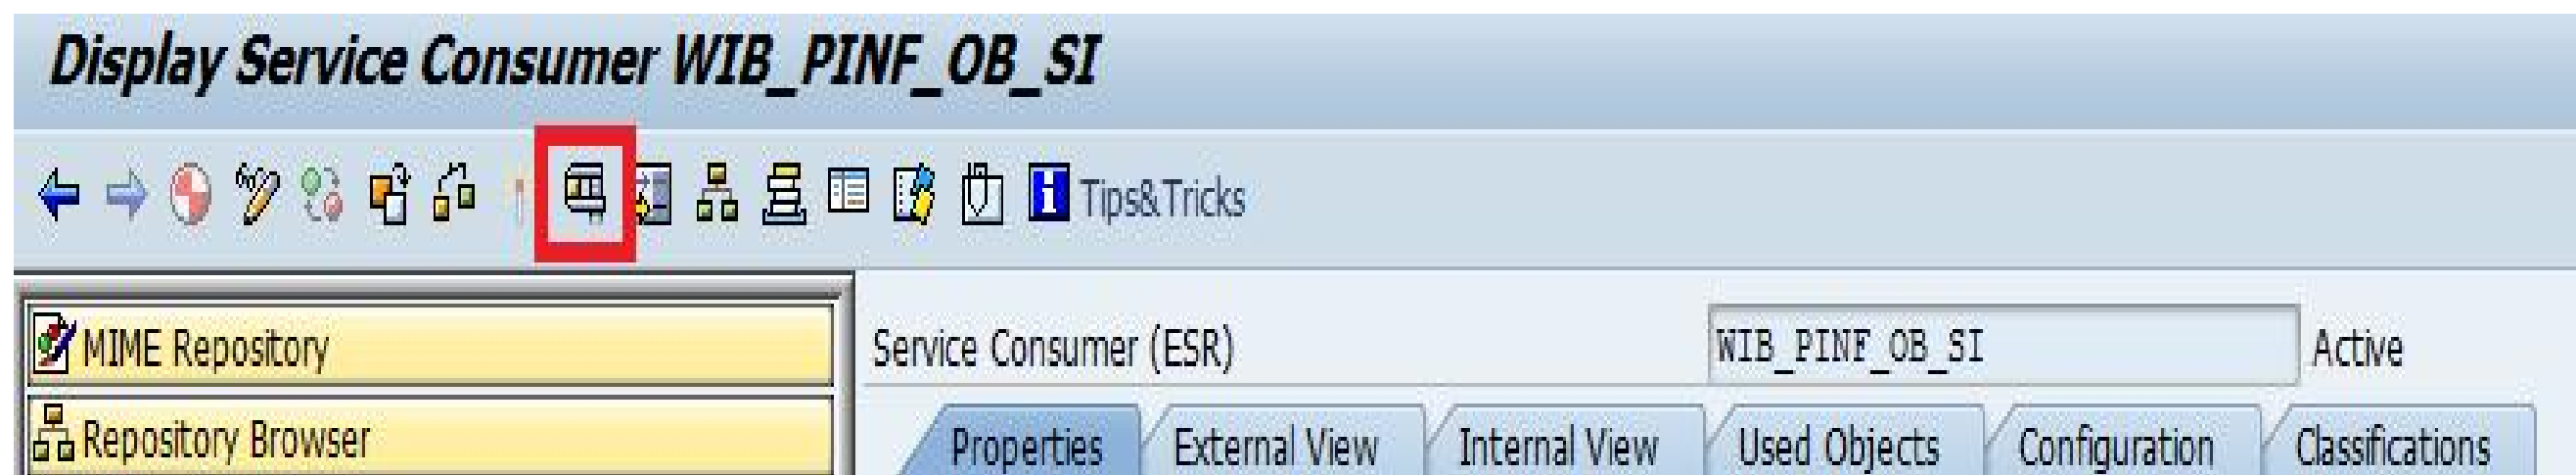 Display Service Consumer WIB_PINF_OB_SI
Tips&Tricks
MIME Repository
Service Consumer (ESR) WIB_PINF_OB_SI Active
Repository Browser
Properties External View Internal View Used Objects Configuration Classifications